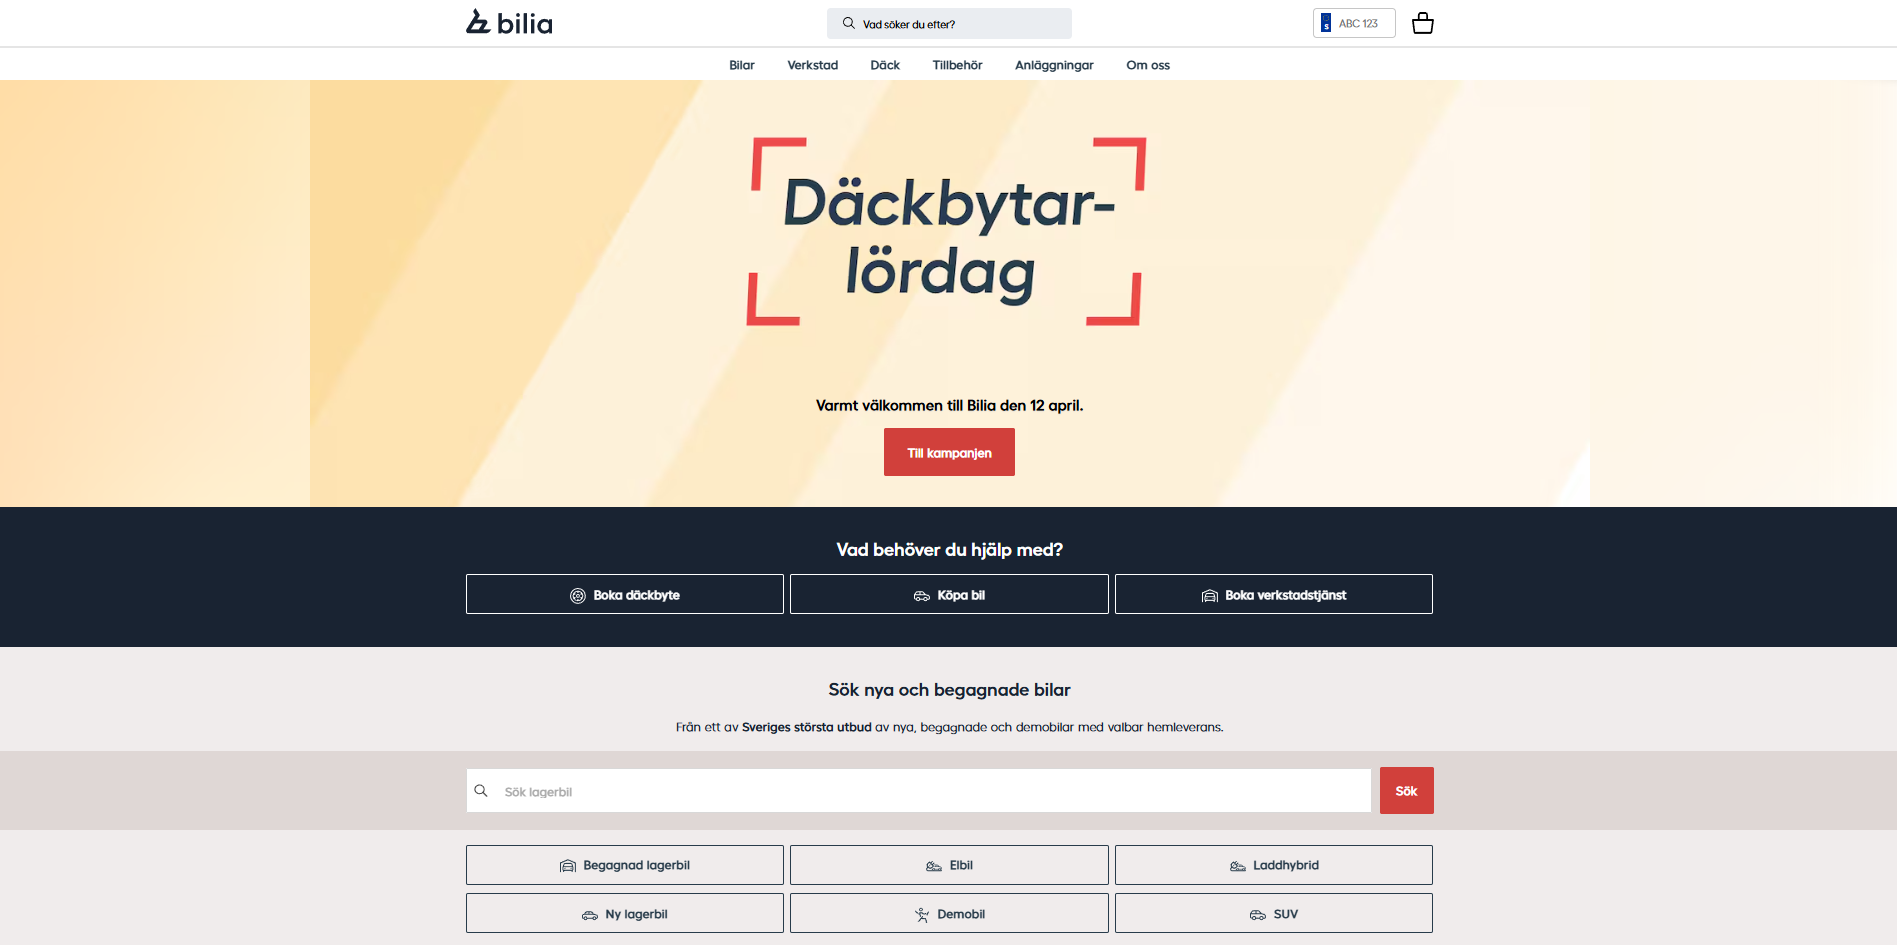 bilia
Vad söker du efter?
S
ABC 123
Bilar
Verkstad
Däck
Tillbehör
Anläggningar
Om oss
Däckbytar-
lördag
Varmt välkommen till Bilia den 12 april.
Till kampanjen
Vad behöver du hjälp med?
Boka däckbyte
Köpa bil
Boka verkstadstjänst
Sök nya och begagnade bilar
Från ett av Sveriges största utbud av nya, begagnade och demobilar med valbar hemleverans.
Sök lagerbil
Sök
Begagnad lagerbil
Elbil
Laddhybrid
Ny lagerbil
Demobil
SUV